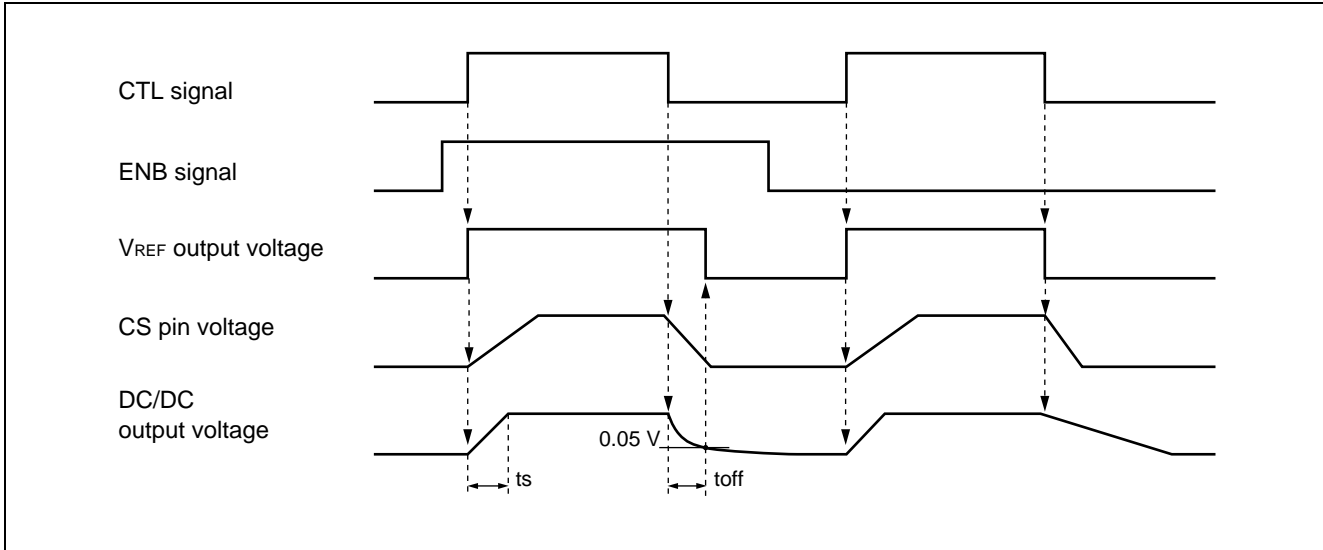 CTL signal
ENB signal
VREF output voltage
CS pin voltage
DC/DC
output voltage
0.05 V
ts
toff